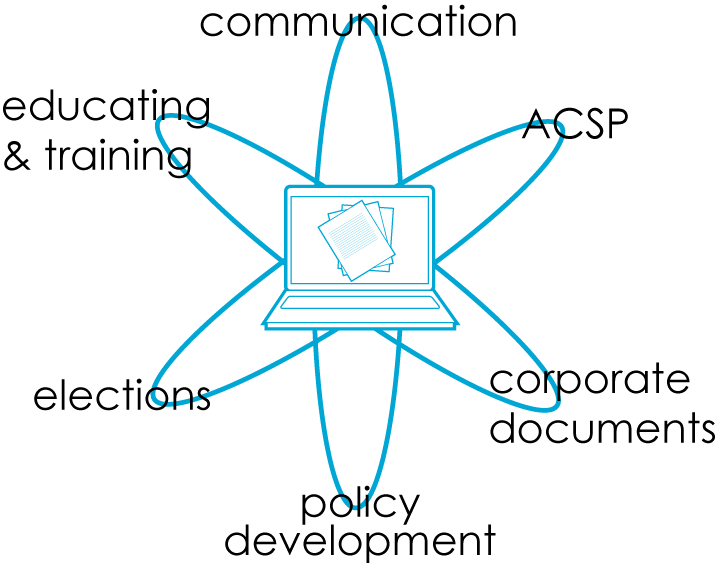 communication
educating
& training
ACSP
elections
corporate
documents
policy
development